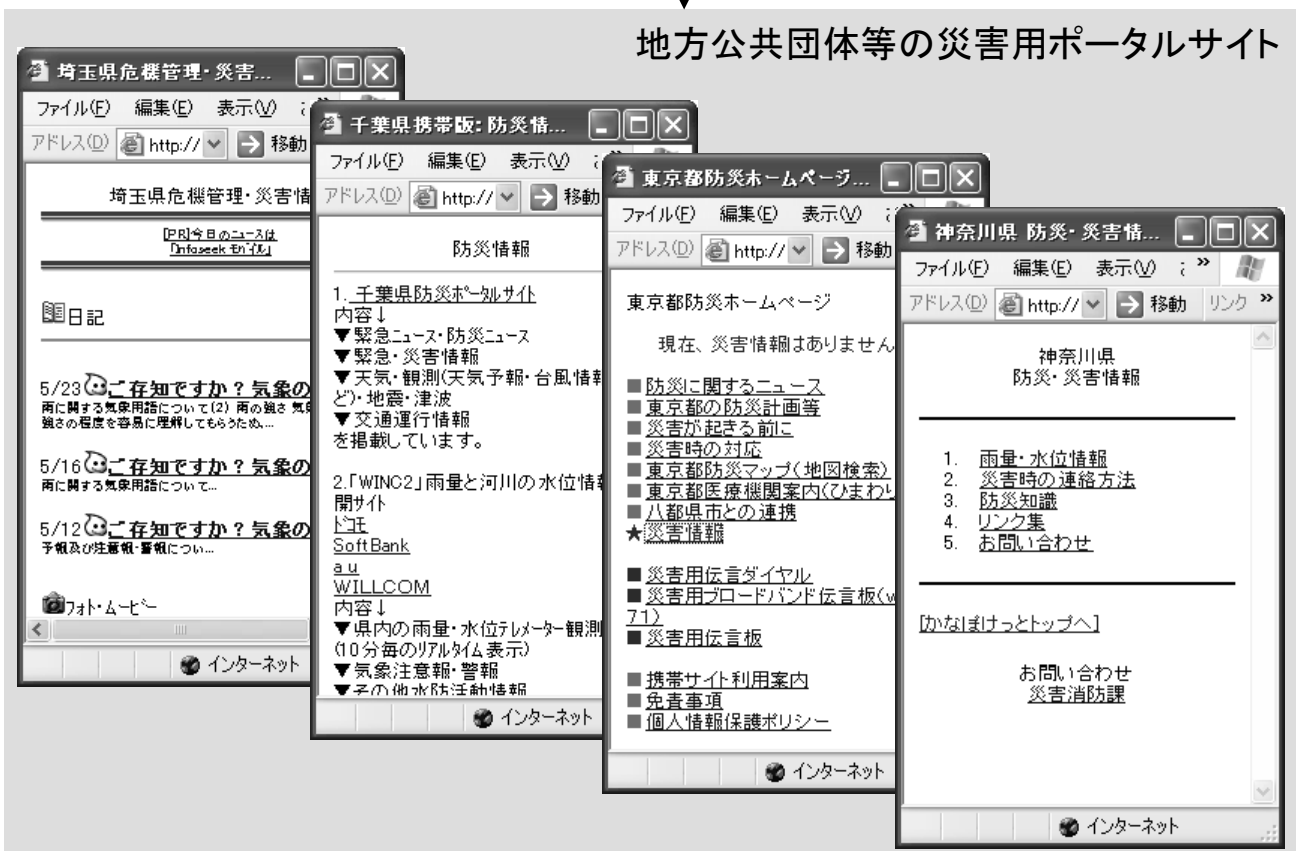 地方公共団体等の災害用ポータルサイト
埼玉県危機管理・災害...
ファイル(F) 編集(E) 表示(V)
アドレス(D) http:// 移動
埼玉県危機管理・災害情
[PR]今日のニュースは
「Infoseek モバイル」
日記
5/23 ご存知ですか？気象の
雨に関する気象用語について(2) 雨の強さ 気象
強さの程度を容易に理解してもらうため,...
5/16 ご存知ですか？気象の
雨に関する気象用語について...
5/12 ご存知ですか？気象の
予報及び注意報・警報につい...
フォト・ムービー
インターネット
千葉県携帯版:防災情...
ファイル(F) 編集(E) 表示(V)
アドレス(D) http:// 移動
防災情報
1. 千葉県防災ポータルサイト
内容↓
▼緊急ニュース・防災ニュース
▼緊急・災害情報
▼天気・観測(天気予報・台風情報
ど)・地震・津波
▼交通運行情報
を掲載しています。
2.「WINC2」雨量と河川の水位情報
開サイト
ドコモ
SoftBank
au
WILLCOM
内容↓
▼県内の雨量・水位テレメーター観測
(10分毎のリアルタイム表示)
▼気象注意報・警報
▼その他水防活動情報
インターネット
東京都防災ホームページ...
ファイル(F) 編集(E) 表示(V)
アドレス(D) http:// 移動
東京都防災ホームページ
現在、災害情報はありません
■防災に関するニュース
■東京都の防災計画等
■災害が起きる前に
■災害時の対応
■東京都防災マップ(地図検索)
■東京都医療機関案内(ひまわり
■八都県市との連携
★災害情報
■災害用伝言ダイヤル
■災害用ブロードバンド伝言板(w
71)
■災害用伝言板
■携帯サイト利用案内
■免責事項
■個人情報保護ポリシー
インターネット
神奈川県 防災・災害情...
ファイル(F) 編集(E) 表示(V) »
アドレス(D) http:// 移動 リンク »
神奈川県
防災・災害情報
1. 雨量・水位情報
2. 災害時の連絡方法
3. 防災知識
4. リンク集
5. お問い合わせ
[かなぽけっとトップへ]
お問い合わせ
災害消防課
インターネット